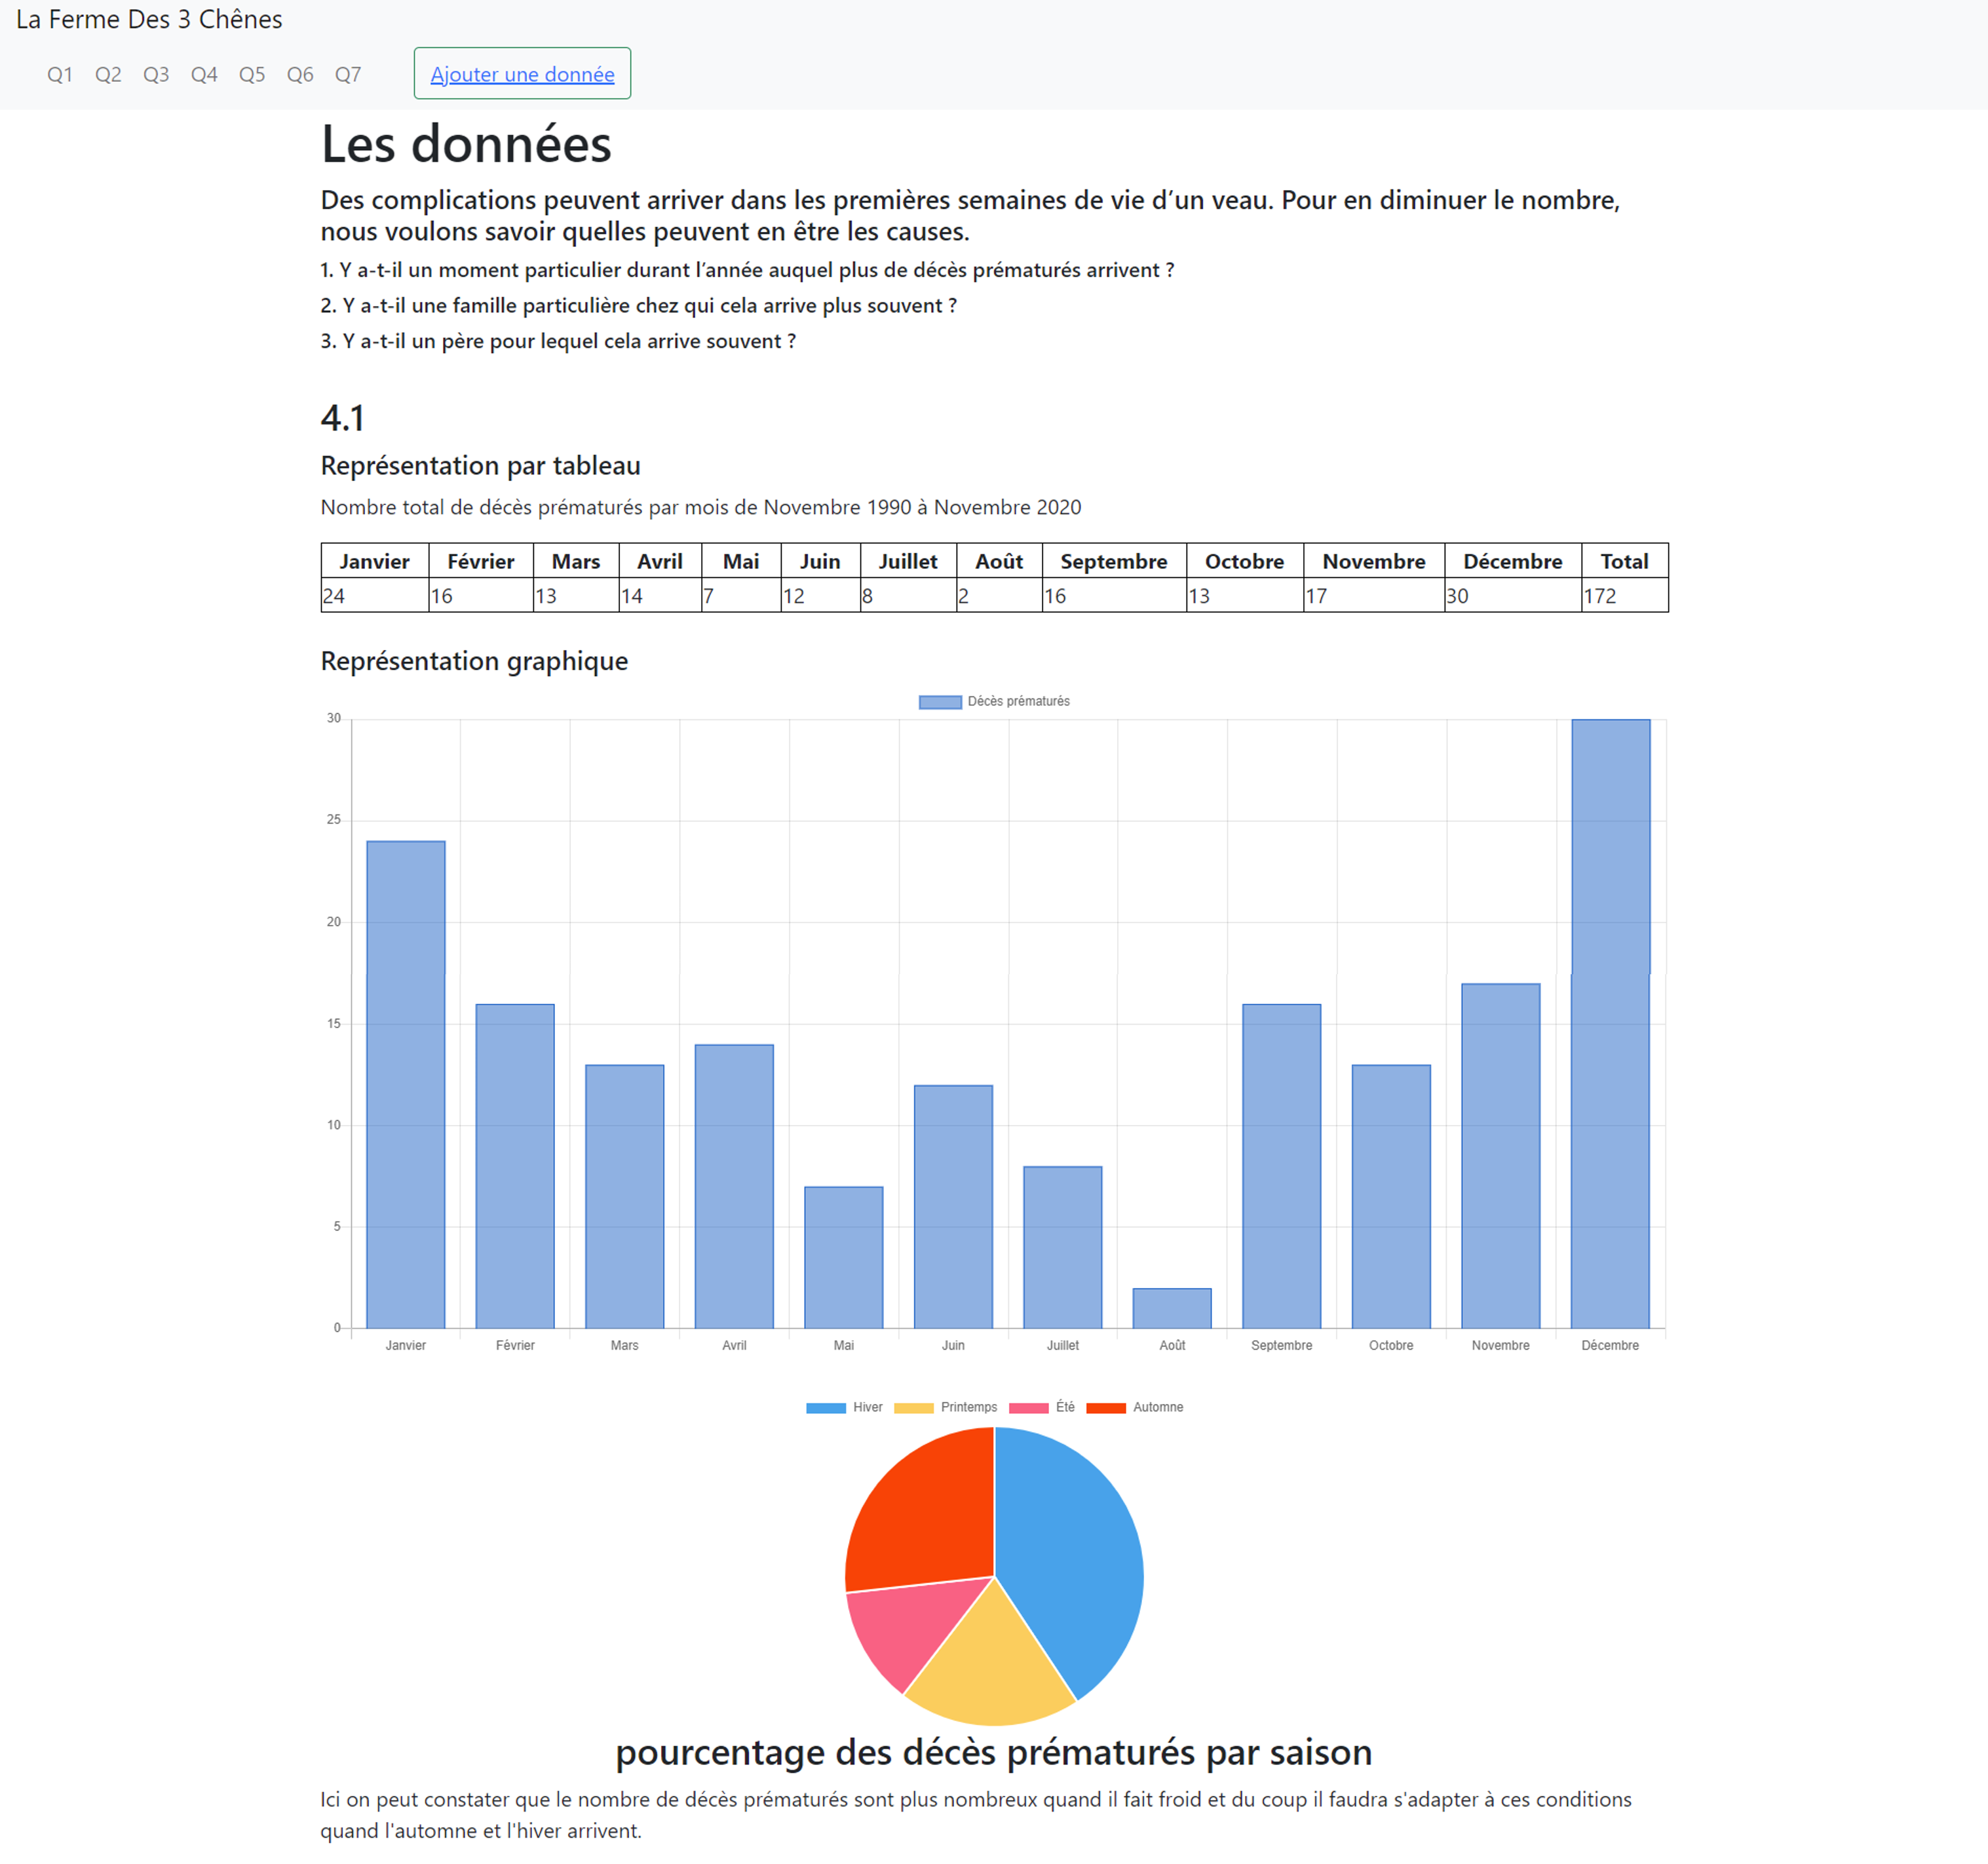 La Ferme Des 3 Chênes
Q1 Q2 Q3 Q4 Q5 Q6 Q7 Ajouter une donnée
Les données
Des complications peuvent arriver dans les premières semaines de vie d’un veau. Pour en diminuer le nombre,
nous voulons savoir quelles peuvent en être les causes.
1. Y a-t-il un moment particulier durant l’année auquel plus de décès prématurés arrivent ?
2. Y a-t-il une famille particulière chez qui cela arrive plus souvent ?
3. Y a-t-il un père pour lequel cela arrive souvent ?
4.1
Représentation par tableau
Nombre total de décès prématurés par mois de Novembre 1990 à Novembre 2020
Janvier Février Mars Avril Mai Juin Juillet Août Septembre Octobre Novembre Décembre Total
24 16 13 14 7 12 8 2 16 13 17 30 172
Représentation graphique
Décès prématurés
30
25
20
15
10
5
0
Janvier Février Mars Avril Mai Juin Juillet Août Septembre Octobre Novembre Décembre
Hiver Printemps Été Automne
pourcentage des décès prématurés par saison
Ici on peut constater que le nombre de décès prématurés sont plus nombreux quand il fait froid et du coup il faudra s'adapter à ces conditions
quand l'automne et l'hiver arrivent.